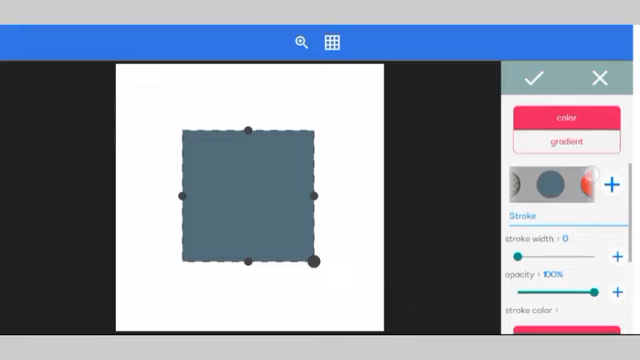 color
gradient
Stroke
stroke width : 0
opacity : 100%
stroke color :